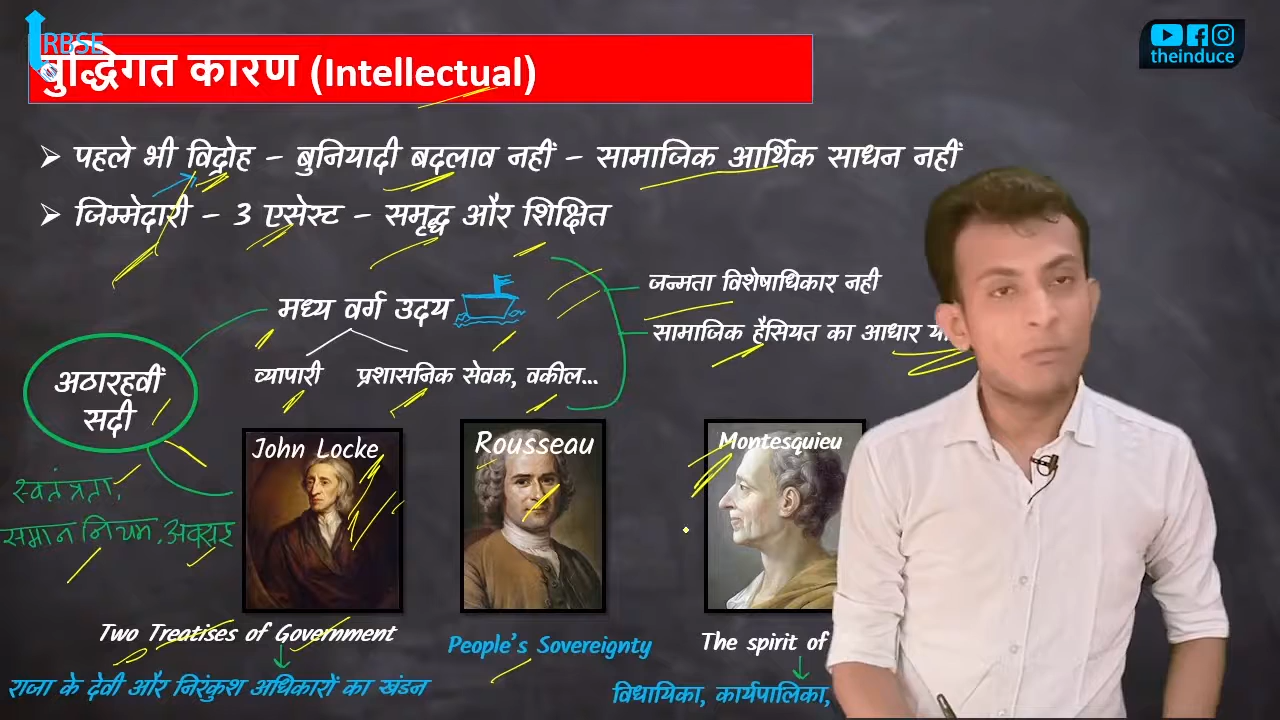 RBSE
theinduce
बुद्धिगत कारण (Intellectual)
➢ पहले भी विद्रोह – बुनियादी बदलाव नहीं – सामाजिक आर्थिक साधन नहीं
➢ जिम्मेदारी – 3 एसेस्ट – समृद्ध और शिक्षित
जन्मता विशेषाधिकार नही
मध्य वर्ग उदय
सामाजिक हैसियत का आधार
व्यापारी प्रशासनिक सेवक, वकील...
अठारहवीं
सदी
John Locke Rousseau Montesquieu
स्वतंत्रता,
समान नियम,
Two Treatises of Government
People's Sovereignty
The spirit of
राजा के देवी और निरंकुश अधिकारों का खंडन
विधायिका, कार्यपालिका,